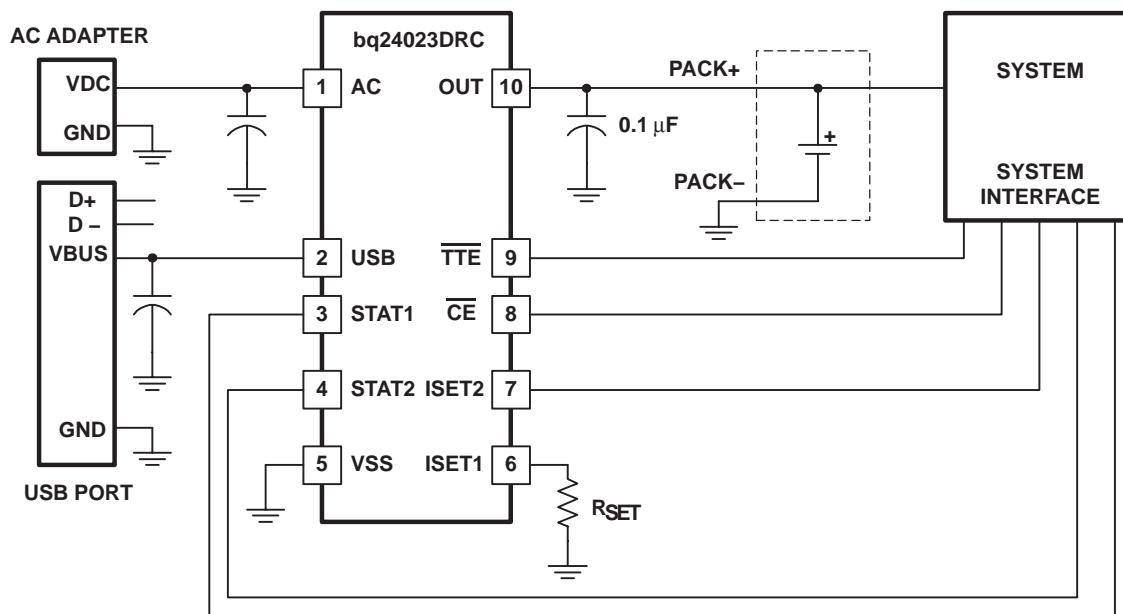 AC ADAPTER
VDC
GND
D+
D –
VBUS
GND
USB PORT
bq24023DRC
1 AC OUT 10
2 USB TTE 9
3 STAT1 CE 8
4 STAT2 ISET2 7
5 VSS ISET1 6
0.1 µF
RSET
PACK+
+
PACK–
SYSTEM
SYSTEM
INTERFACE